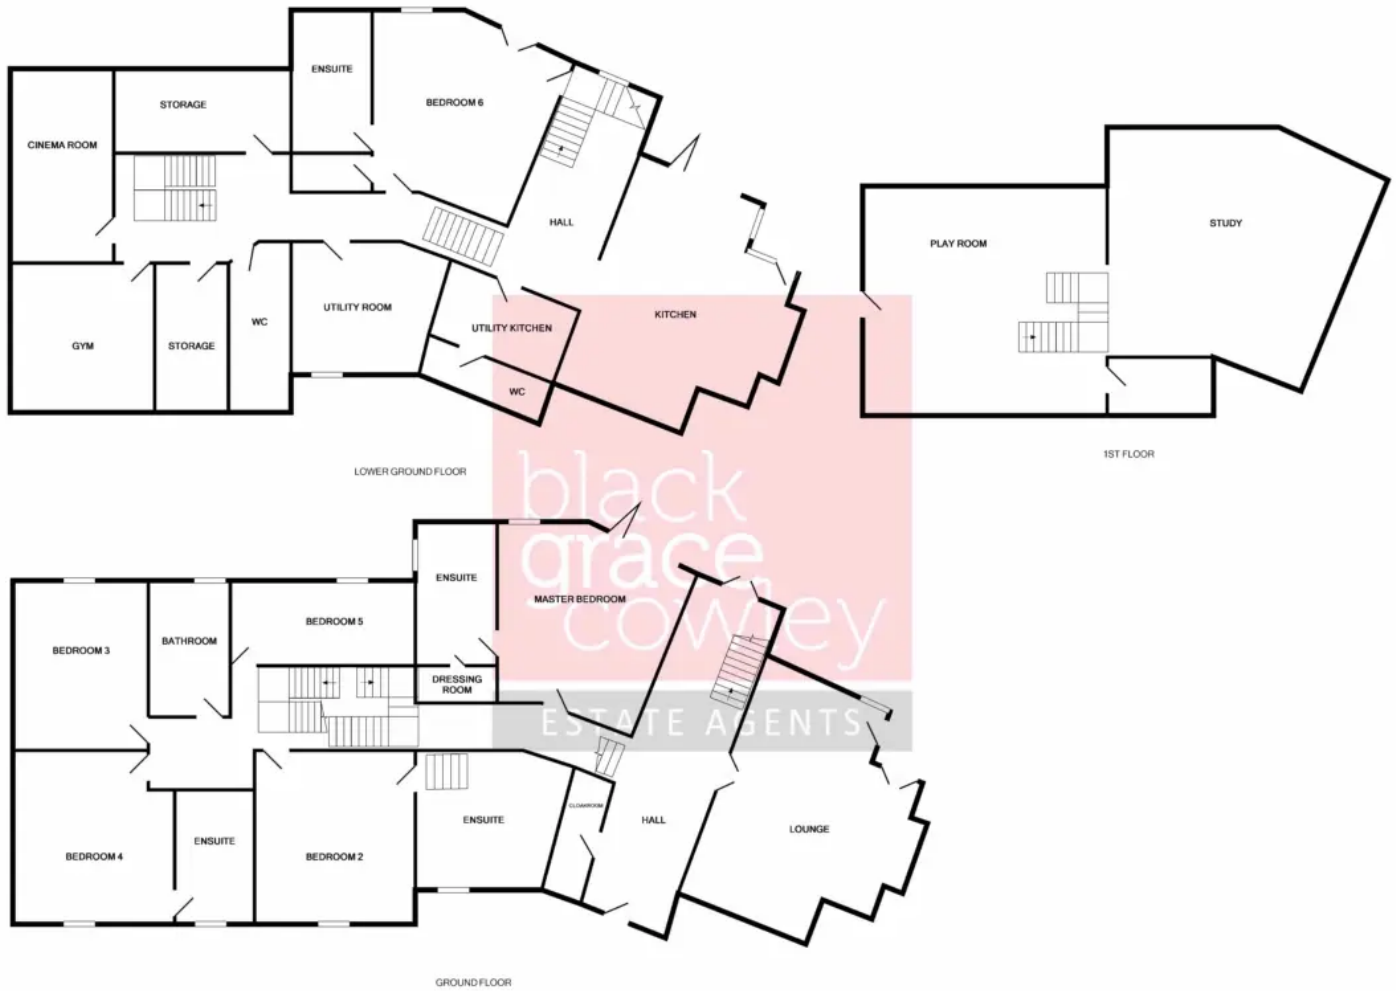 ENSUITE
BEDROOM 6
STORAGE
CINEMA ROOM
HALL
UTILITY ROOM
WC
UTILITY KITCHEN
KITCHEN
GYM
STORAGE
WC
LOWER GROUND FLOOR
STUDY
PLAY ROOM
1ST FLOOR
black
grace
cowley
ESTATE AGENTS
ENSUITE
MASTER BEDROOM
BEDROOM 5
BATHROOM
BEDROOM 3
DRESSING
ROOM
CLOAKROOM
ENSUITE
HALL
LOUNGE
ENSUITE
BEDROOM 4
BEDROOM 2
GROUND FLOOR